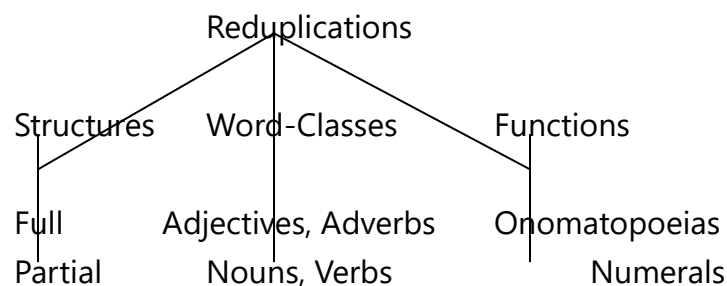 Reduplications
Structures Word-Classes Functions
Full Adjectives, Adverbs Onomatopoeias
Partial Nouns, Verbs Numerals